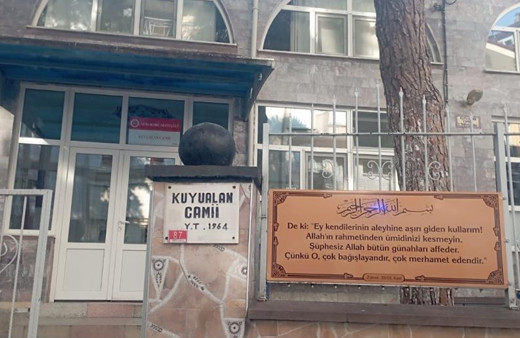 KUYUALAN
CAMİİ
Y.T. 1964
87
بسم الله الرحمن الرحيم
De ki: "Ey kendilerinin aleyhine aşırı giden kullarım!
Allah'ın rahmetinden ümidinizi kesmeyin.
Şüphesiz Allah bütün günahları affeder.
Çünkü O, çok bağışlayandır, çok merhamet edendir."